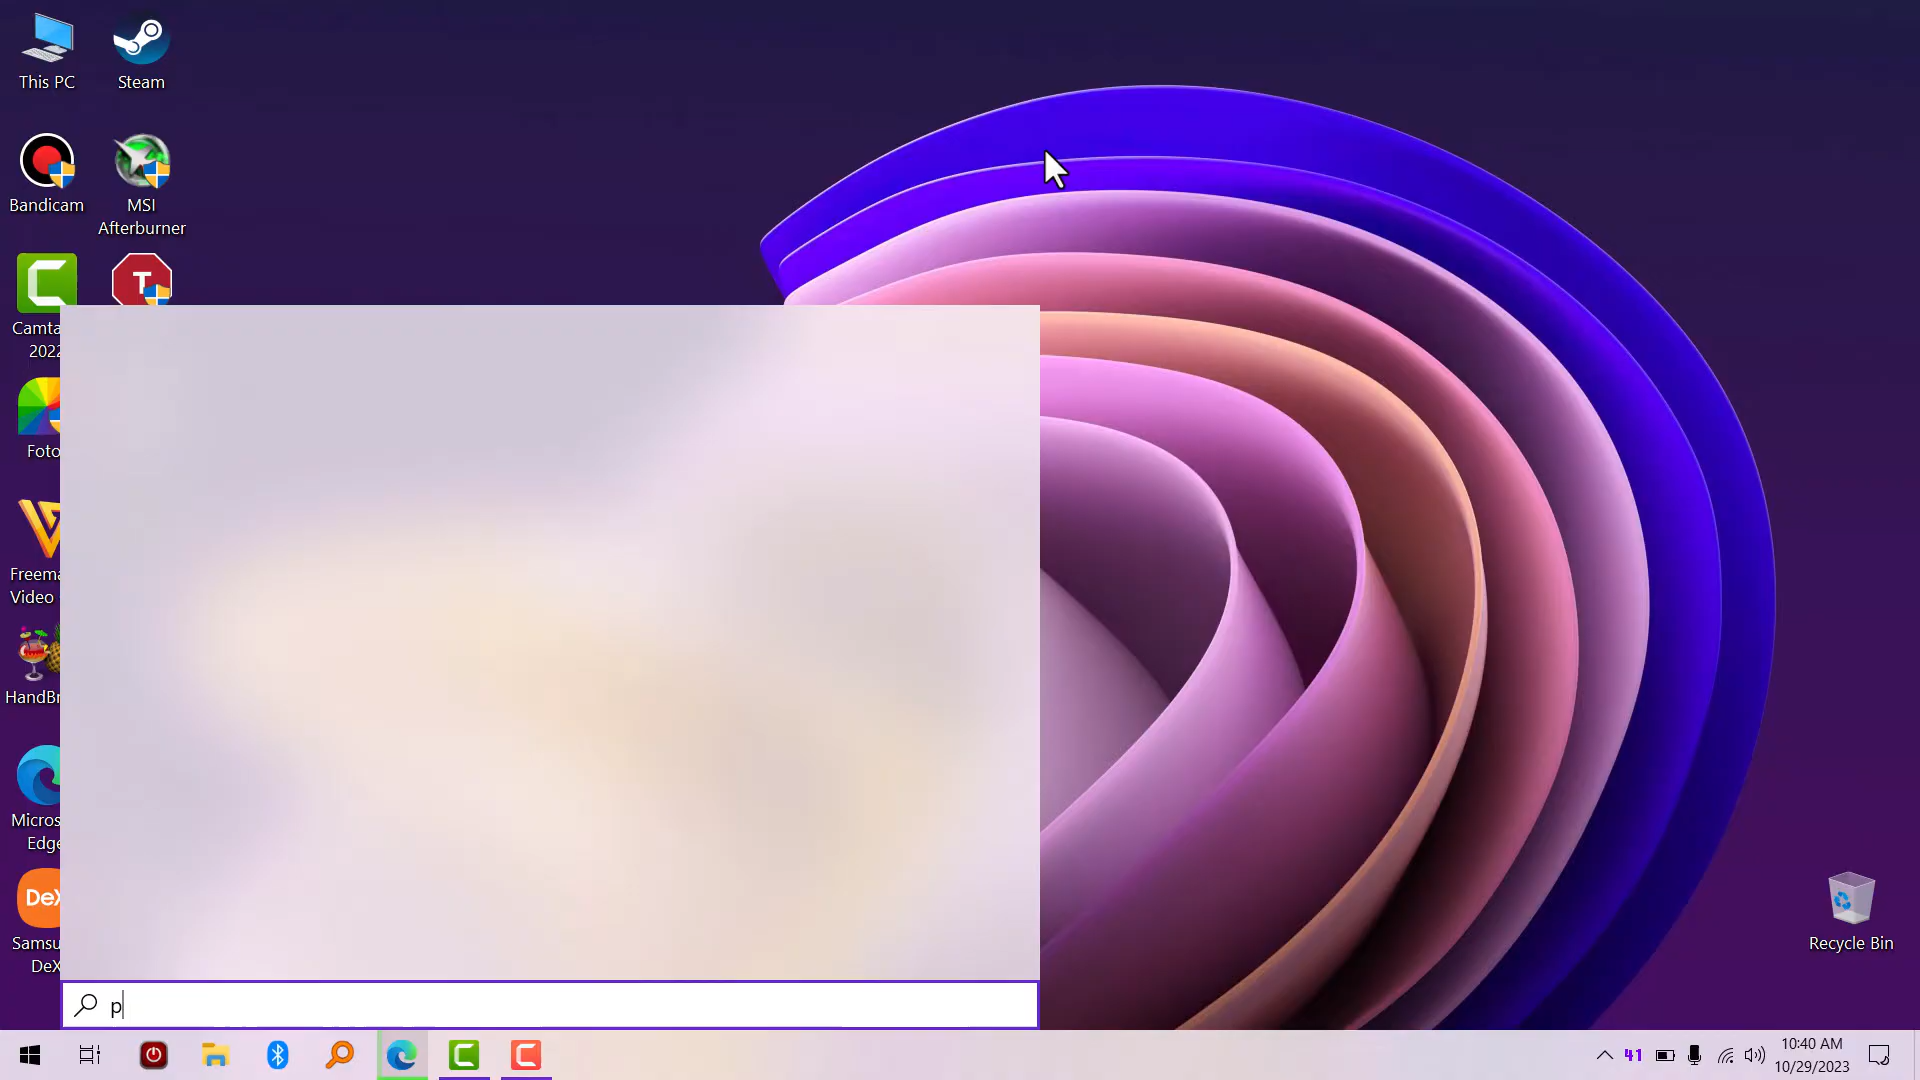 This PC
Steam
Bandicam
MSI
Afterburner
T
Camta
2022
Foto
Freema
Video
HandBr
Micros
Edge
DeX
Samsu
DeX
Recycle Bin
p
41
10:40 AM
10/29/2023